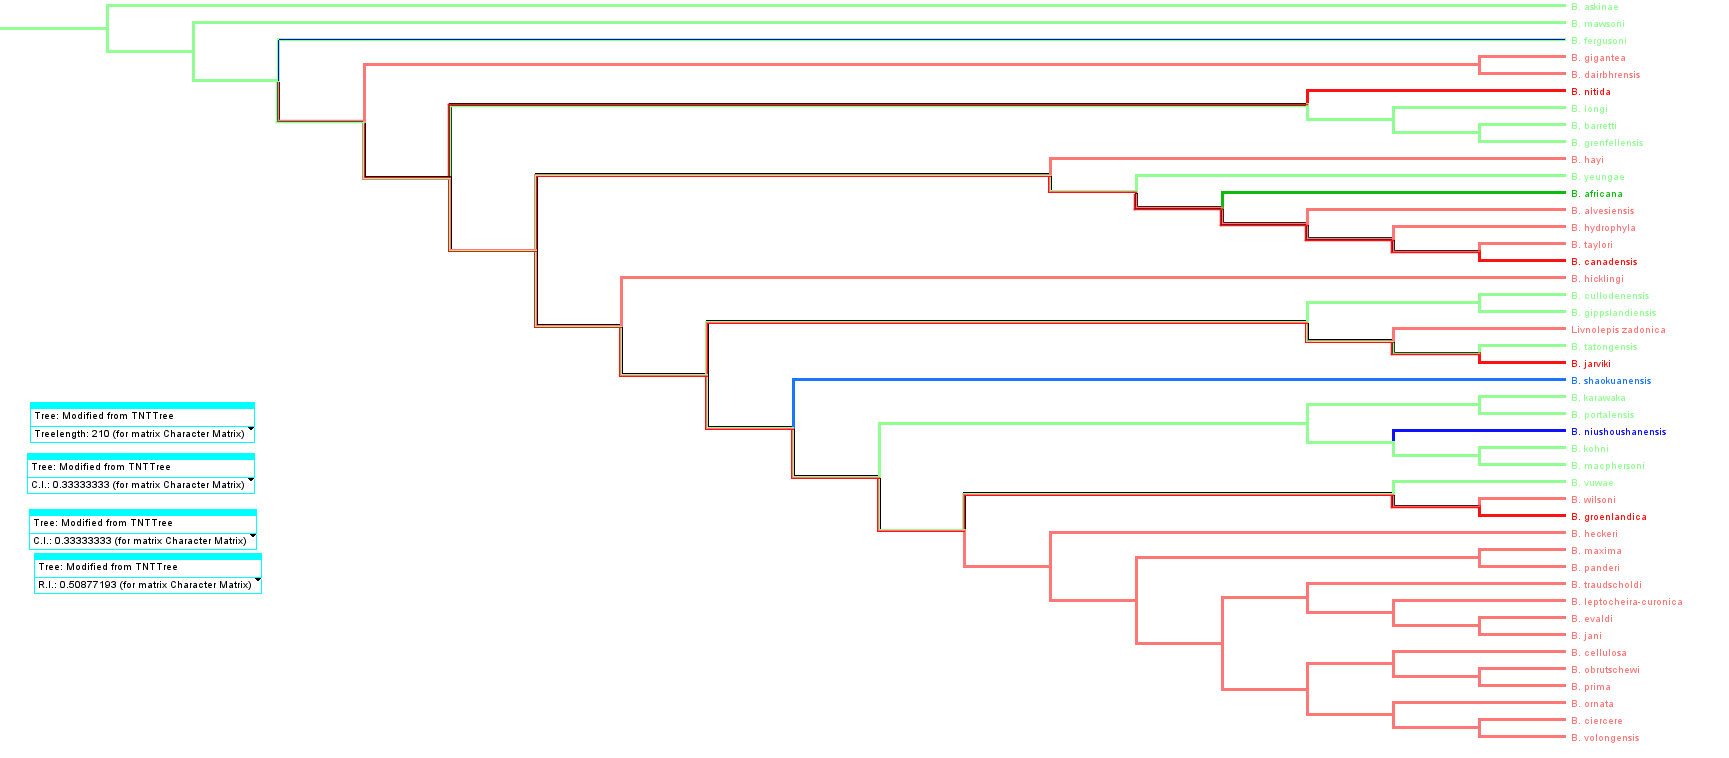 B. askinae
B. mawsoni
B. fergusoni
B. gigantea
B. dairbhrensis
B. nitida
B. longi
B. barretti
B. grenfellensis
B. hayi
B. yeungae
B. africana
B. alvesiensis
B. hydrophyla
B. taylori
B. canadensis
B. hicklingi
B. cullodenensis
B. gippslandiensis
Livnolepis zadonica
B. tatongensis
B. jarviki
B. shaokuanensis
B. karawaka
B. portalensis
B. niushoushanensis
B. kohni
B. macphersoni
B. vuwae
B. wilsoni
B. groenlandica
B. heckeri
B. maxima
B. panderi
B. traudscholdi
B. leptocheira-curonica
B. evaldi
B. jani
B. cellulosa
B. obrutschewi
B. prima
B. ornata
B. ciercere
B. volongensis
Tree: Modified from TNTTree
Treelength: 210 (for matrix Character Matrix)
Tree: Modified from TNTTree
C.I.: 0.33333333 (for matrix Character Matrix)
Tree: Modified from TNTTree
C.I.: 0.33333333 (for matrix Character Matrix)
Tree: Modified from TNTTree
R.I.: 0.50877193 (for matrix Character Matrix)